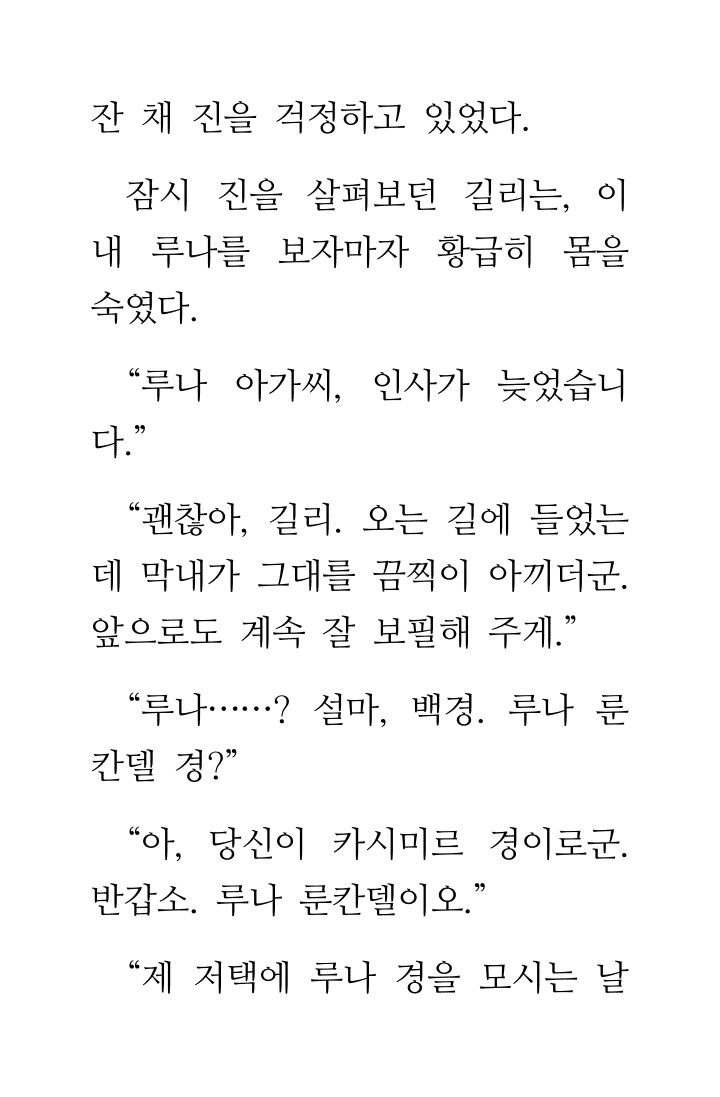 잔 채 진을 걱정하고 있었다.
잠시 진을 살펴보던 길리는, 이
내 루나를 보자마자 황급히 몸을
숙였다.
“루나 아가씨, 인사가 늦었습니
다.”
“괜찮아, 길리. 오는 길에 들었는
데 막내가 그대를 끔찍이 아끼더군.
앞으로도 계속 잘 보필해 주게.”
“루나……? 설마, 백경. 루나 룬
칸델 경?”
“아, 당신이 카시미르 경이로군.
반갑소. 루나 룬칸델이오.”
“제 저택에 루나 경을 모시는 날